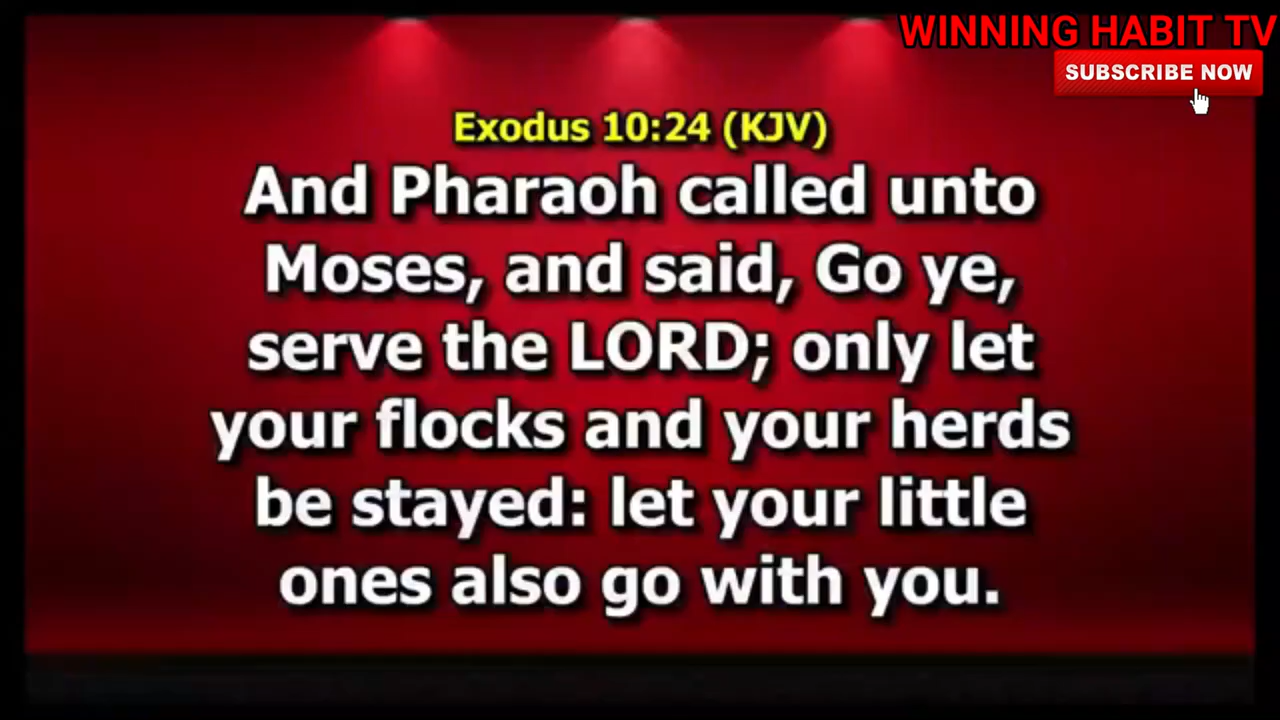 WINNING HABIT TV
SUBSCRIBE NOW
Exodus 10:24 (KJV)
And Pharaoh called unto
Moses, and said, Go ye,
serve the LORD; only let
your flocks and your herds
be stayed: let your little
ones also go with you.